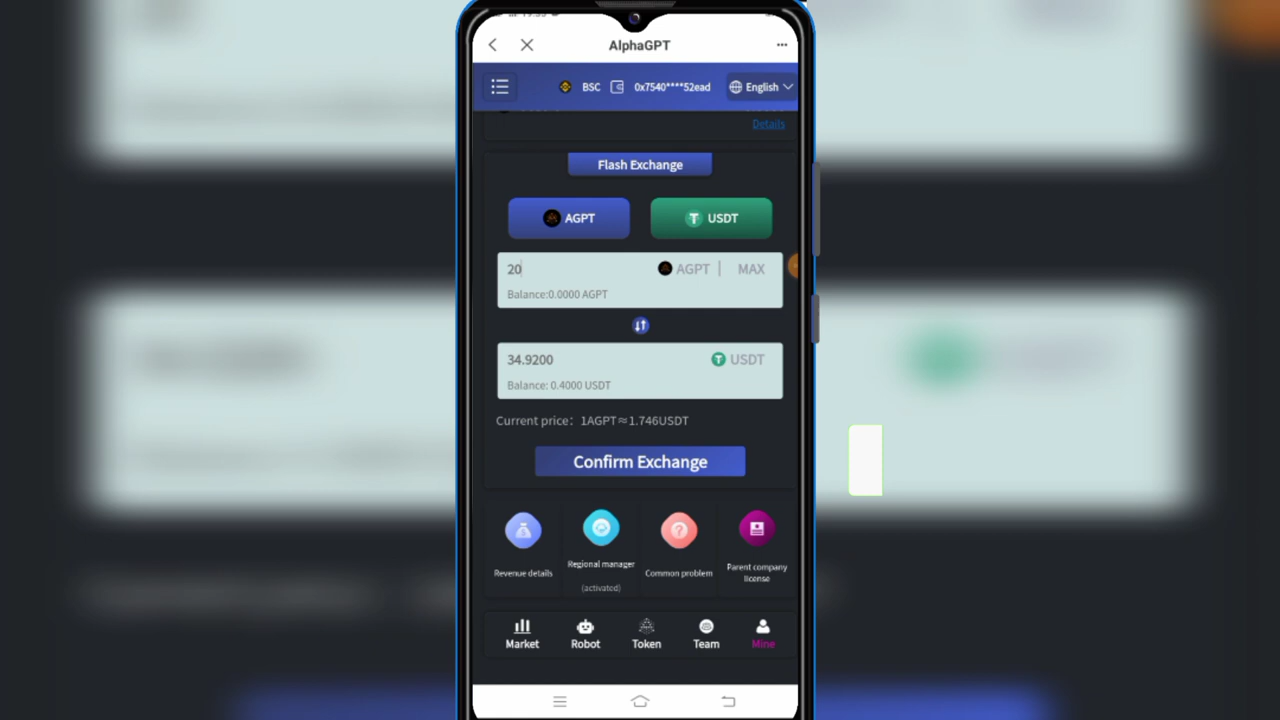 AlphaGPT
BSC 0x7540****52ead English
Details
Flash Exchange
AGPT USDT
20 AGPT | MAX
Balance:0.0000 AGPT
34.9200 USDT
Balance: 0.4000 USDT
Current price: 1AGPT≈1.746USDT
Confirm Exchange
Revenue details
Regional manager
(activated)
Common problem
Parent company
license
Market Robot Token Team Mine